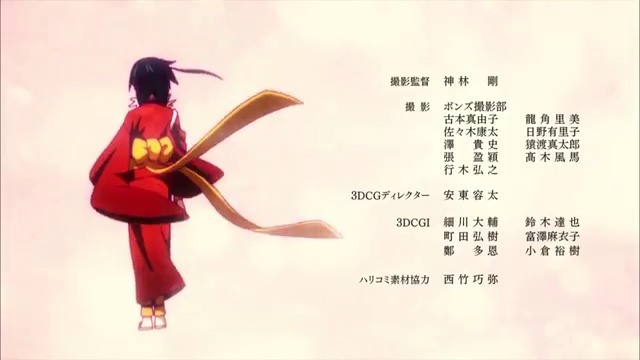 撮影監督 神林 剛
撮影 ボンズ撮影部
古本真由子 龍角里美
佐々木康太 日野有里子
澤 貴史 猿渡真太郎
張 盈穎 髙木風馬
行木弘之
3DCGディレクター 安東容太
3DCGI 細川大輔 鈴木達也
町田弘樹 富澤麻衣子
鄭 多恩 小倉裕樹
ハリコミ素材協力 西竹巧弥